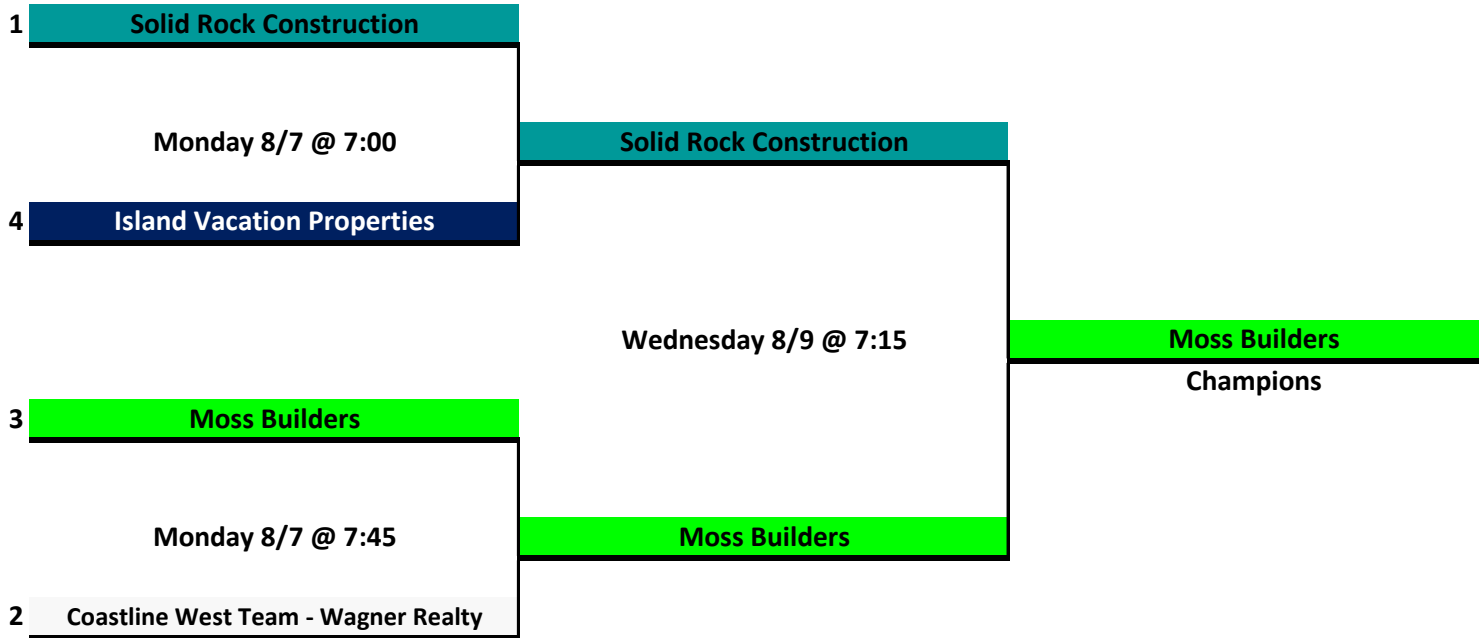 1 Solid Rock Construction
Monday 8/7 @ 7:00
Solid Rock Construction
4 Island Vacation Properties
Wednesday 8/9 @ 7:15
Moss Builders
Champions
3 Moss Builders
Monday 8/7 @ 7:45
Moss Builders
2 Coastline West Team - Wagner Realty